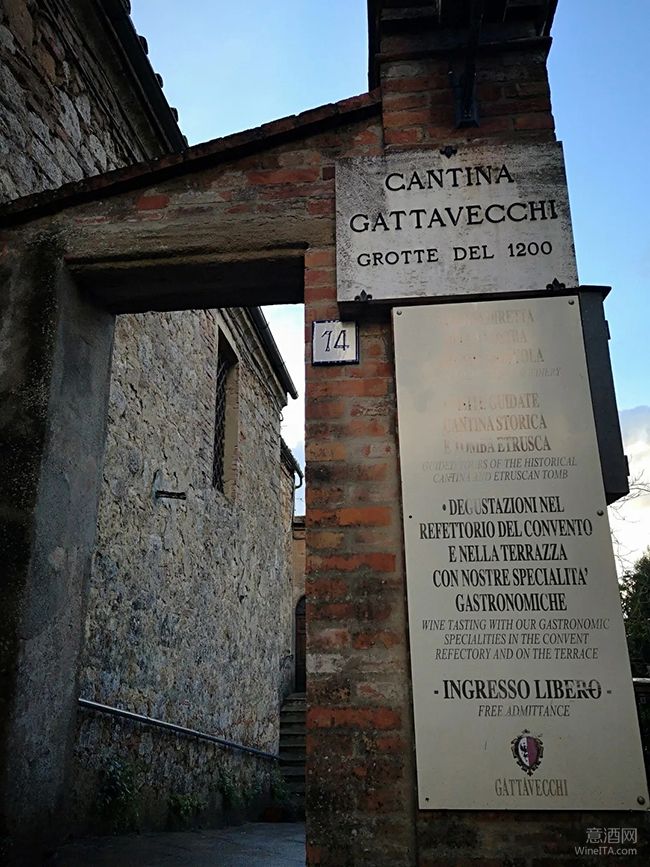 CANTINA
GATTAVECCHI
GROTTE DEL 1200
14
GUIDATE
CANTINA STORICA
E TOMBA ETRUSCA
GUIDED TOURS OF THE HISTORICAL
CANTINA AND ETRUSCAN TOMB
• DEGUSTAZIONI NEL
REFETTORIO DEL CONVENTO
E NELLA TERRAZZA
CON NOSTRE SPECIALITA'
GASTRONOMICHE
WINE TASTING WITH OUR GASTRONOMIC
SPECIALITIES IN THE CONVENT
REFECTORY AND ON THE TERRACE
- INGRESSO LIBERO -
FREE ADMITTANCE
GATTAVECCHI
意酒网
WineITA.com